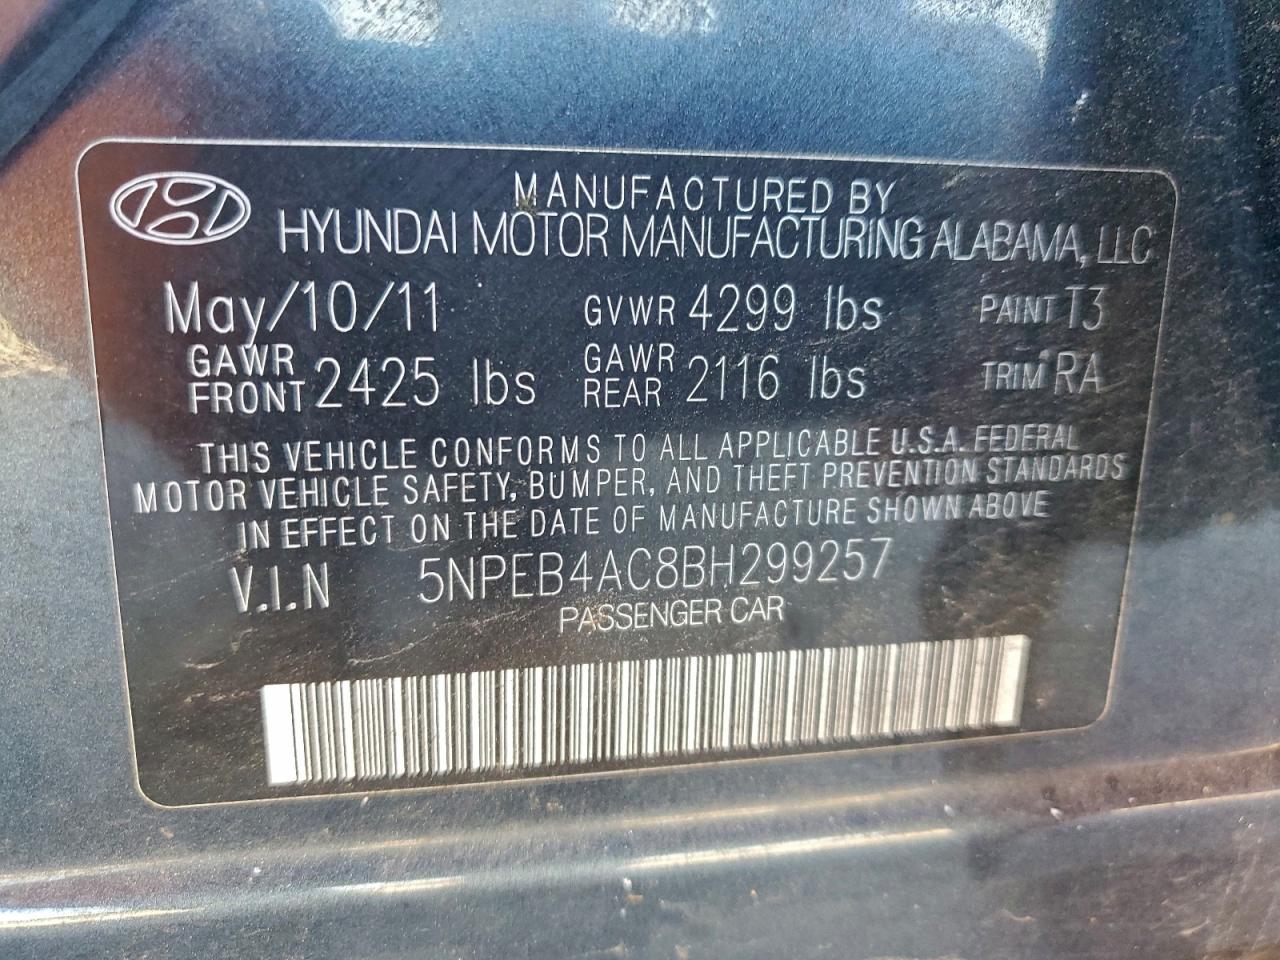 MANUFACTURED BY
HYUNDAI MOTOR MANUFACTURING ALABAMA, LLC
May/10/11 GVWR 4299 lbs PAINT T3
GAWR FRONT 2425 lbs GAWR REAR 2116 lbs TRIM RA
THIS VEHICLE CONFORMS TO ALL APPLICABLE U.S.A. FEDERAL
MOTOR VEHICLE SAFETY, BUMPER, AND THEFT PREVENTION STANDARDS
IN EFFECT ON THE DATE OF MANUFACTURE SHOWN ABOVE
V.I.N 5NPEB4AC8BH299257
PASSENGER CAR